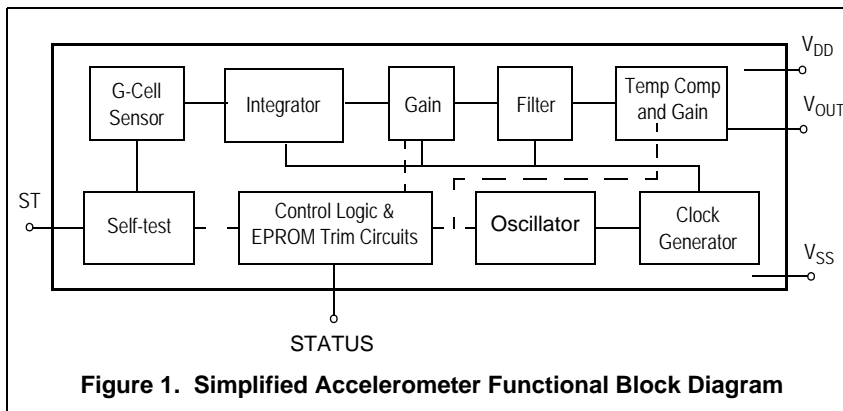 V_DD
G-Cell
Sensor
Integrator
Gain
Filter
Temp Comp
and Gain
V_OUT
ST
Self-test
Control Logic &
EPROM Trim Circuits
Oscillator
Clock
Generator
V_SS
STATUS
Figure 1. Simplified Accelerometer Functional Block Diagram